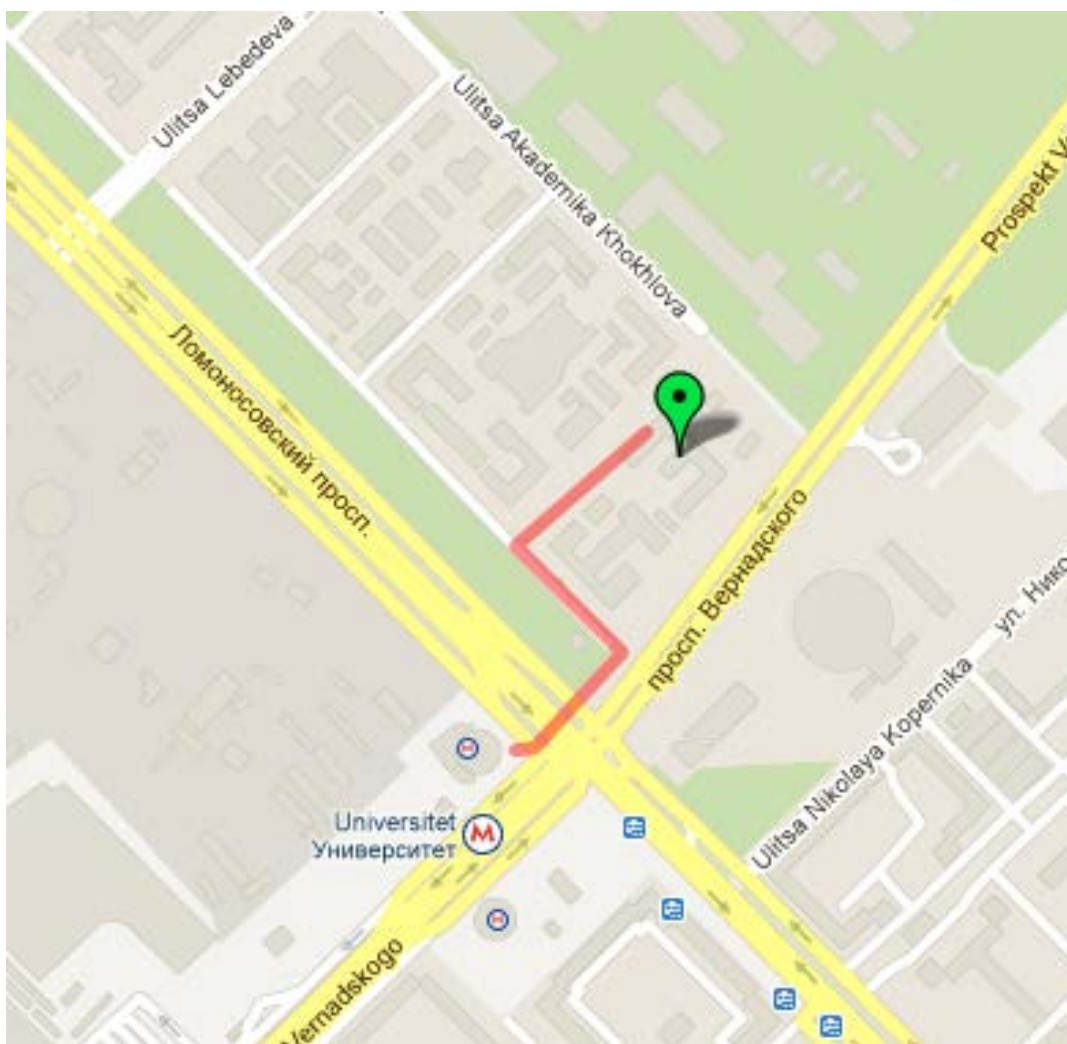 Ulitsa Lebedeva
Ulitsa Akademika Khokhlova
Prospekt V
Ломоносовский просп.
просп. Вернадского
ул. Нико
Ulitsa Nikolaya Kopernika
Universitet
Университет
M
Vernadskogo